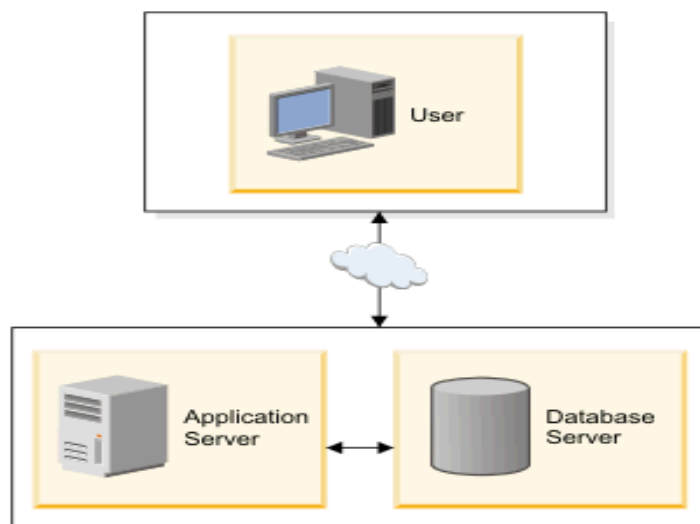 User
Application
Server
Database
Server